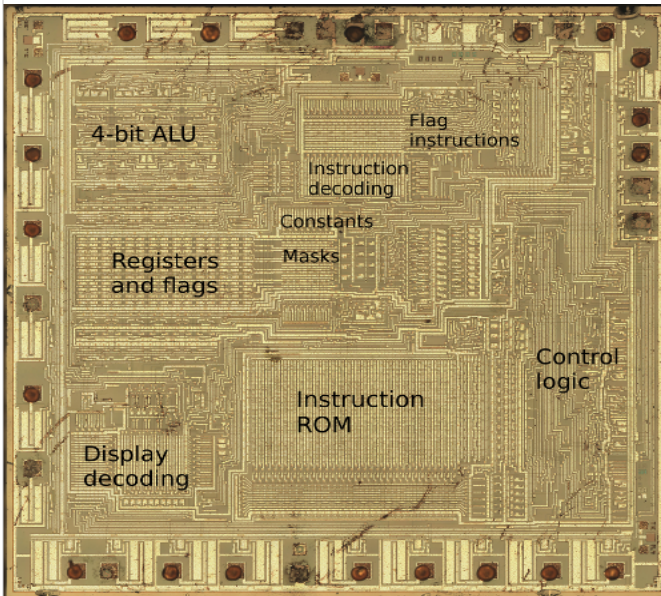 4-bit ALU
Flag
instructions
Instruction
decoding
Constants
Masks
Registers
and flags
Control
logic
Instruction
ROM
Display
decoding